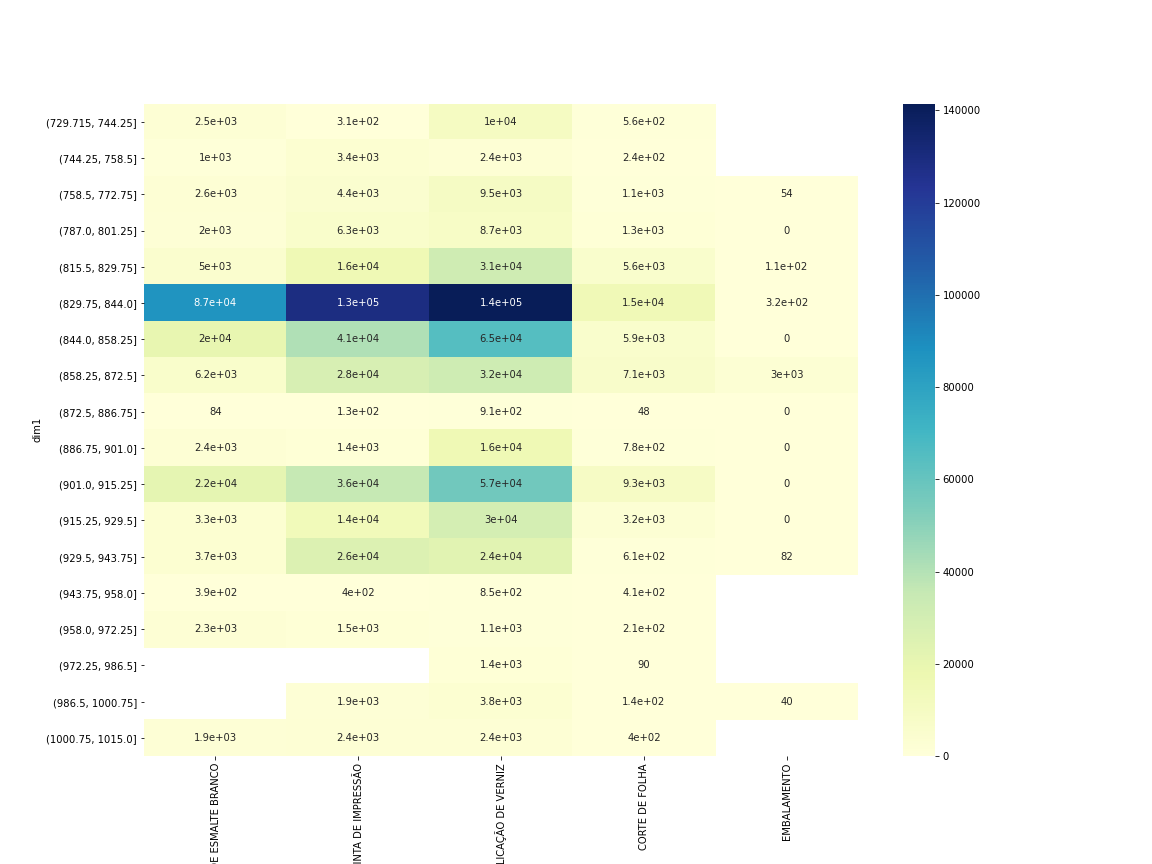 (729.715, 744.25] 2.5e+03 3.1e+02 1e+04 5.6e+02
(744.25, 758.5] 1e+03 3.4e+03 2.4e+03 2.4e+02
(758.5, 772.75] 2.6e+03 4.4e+03 9.5e+03 1.1e+03 54
(787.0, 801.25] 2e+03 6.3e+03 8.7e+03 1.3e+03 0
(815.5, 829.75] 5e+03 1.6e+04 3.1e+04 5.6e+03 1.1e+02
(829.75, 844.0] 8.7e+04 1.3e+05 1.4e+05 1.5e+04 3.2e+02
(844.0, 858.25] 2e+04 4.1e+04 6.5e+04 5.9e+03 0
(858.25, 872.5] 6.2e+03 2.8e+04 3.2e+04 7.1e+03 3e+03
(872.5, 886.75] 84 1.3e+02 9.1e+02 48 0
(886.75, 901.0] 2.4e+03 1.4e+03 1.6e+04 7.8e+02 0
(901.0, 915.25] 2.2e+04 3.6e+04 5.7e+04 9.3e+03 0
(915.25, 929.5] 3.3e+03 1.4e+04 3e+04 3.2e+03 0
(929.5, 943.75] 3.7e+03 2.6e+04 2.4e+04 6.1e+02 82
(943.75, 958.0] 3.9e+02 4e+02 8.5e+02 4.1e+02
(958.0, 972.25] 2.3e+03 1.5e+03 1.1e+03 2.1e+02
(972.25, 986.5] 1.4e+03 90
(986.5, 1000.75] 1.9e+03 3.8e+03 1.4e+02 40
(1000.75, 1015.0] 1.9e+03 2.4e+03 2.4e+03 4e+02
dim1
E ESMALTE BRANCO
INTA DE IMPRESSÃO
LICAÇÃO DE VERNIZ
CORTE DE FOLHA
EMBALAMENTO
140000
120000
100000
80000
60000
40000
20000
0